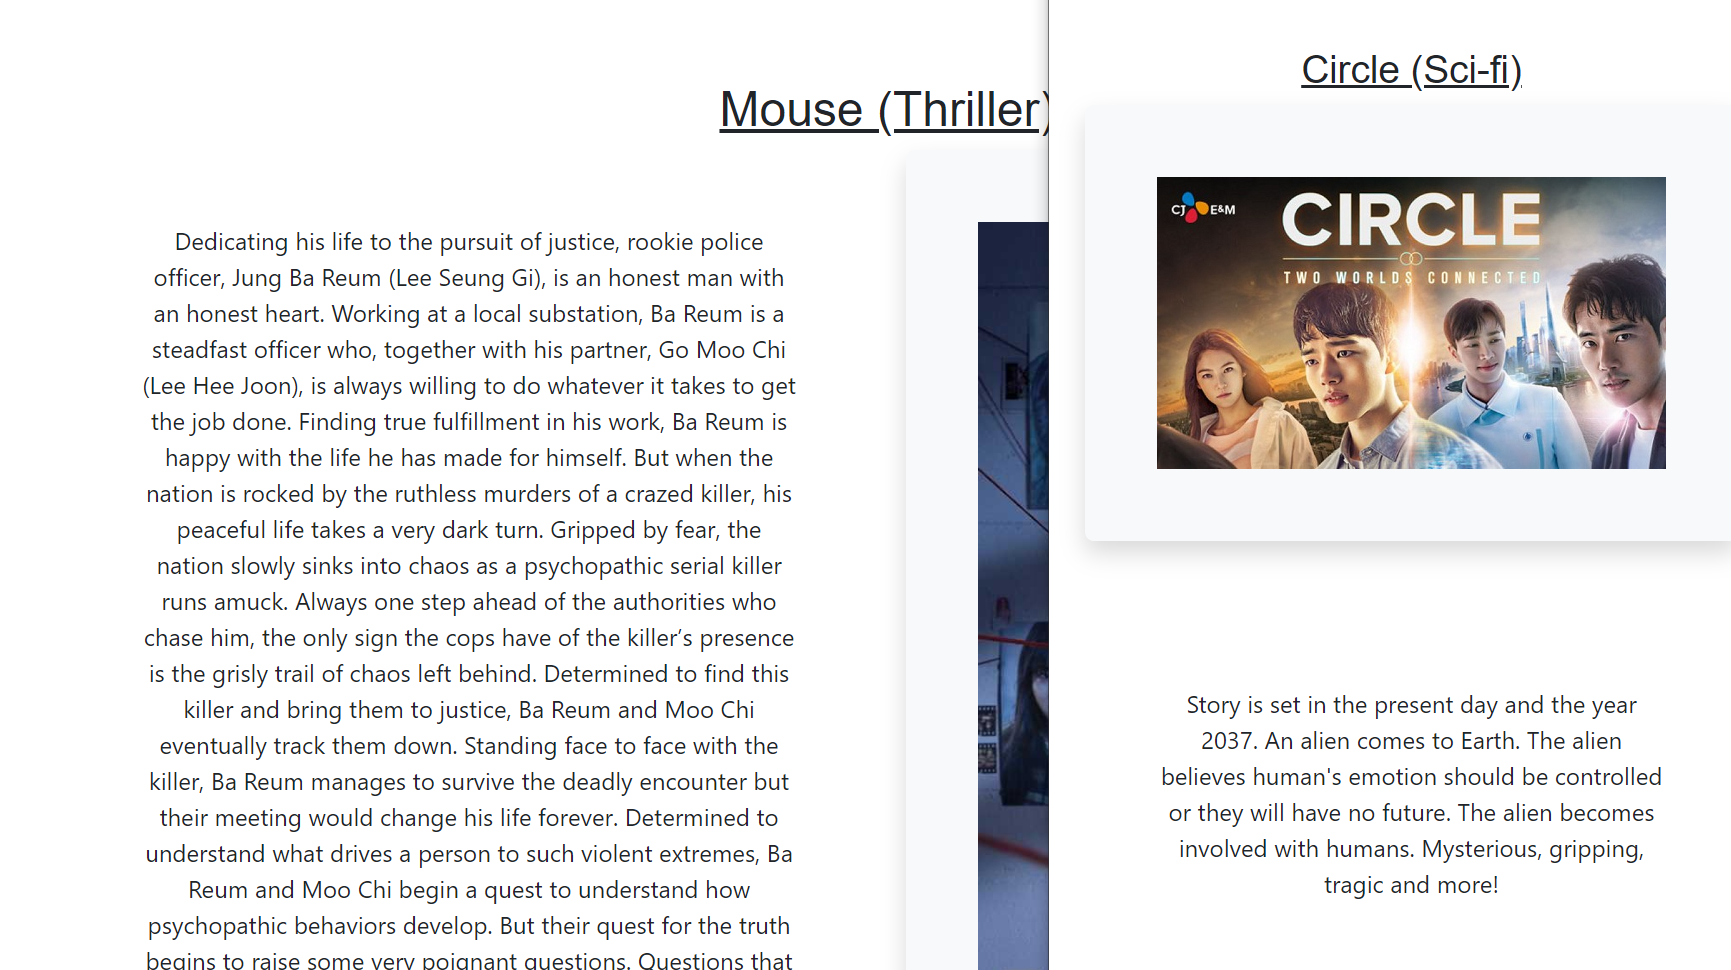 Mouse (Thriller)
Dedicating his life to the pursuit of justice, rookie police
officer, Jung Ba Reum (Lee Seung Gi), is an honest man with
an honest heart. Working at a local substation, Ba Reum is a
steadfast officer who, together with his partner, Go Moo Chi
(Lee Hee Joon), is always willing to do whatever it takes to get
the job done. Finding true fulfillment in his work, Ba Reum is
happy with the life he has made for himself. But when the
nation is rocked by the ruthless murders of a crazed killer, his
peaceful life takes a very dark turn. Gripped by fear, the
nation slowly sinks into chaos as a psychopathic serial killer
runs amuck. Always one step ahead of the authorities who
chase him, the only sign the cops have of the killer’s presence
is the grisly trail of chaos left behind. Determined to find this
killer and bring them to justice, Ba Reum and Moo Chi
eventually track them down. Standing face to face with the
killer, Ba Reum manages to survive the deadly encounter but
their meeting would change his life forever. Determined to
understand what drives a person to such violent extremes, Ba
Reum and Moo Chi begin a quest to understand how
psychopathic behaviors develop. But their quest for the truth
begins to raise some very poignant questions. Questions that
Circle (Sci-fi)
CJ E&M
CIRCLE
TWO WORLDS CONNECTED
Story is set in the present day and the year
2037. An alien comes to Earth. The alien
believes human's emotion should be controlled
or they will have no future. The alien becomes
involved with humans. Mysterious, gripping,
tragic and more!